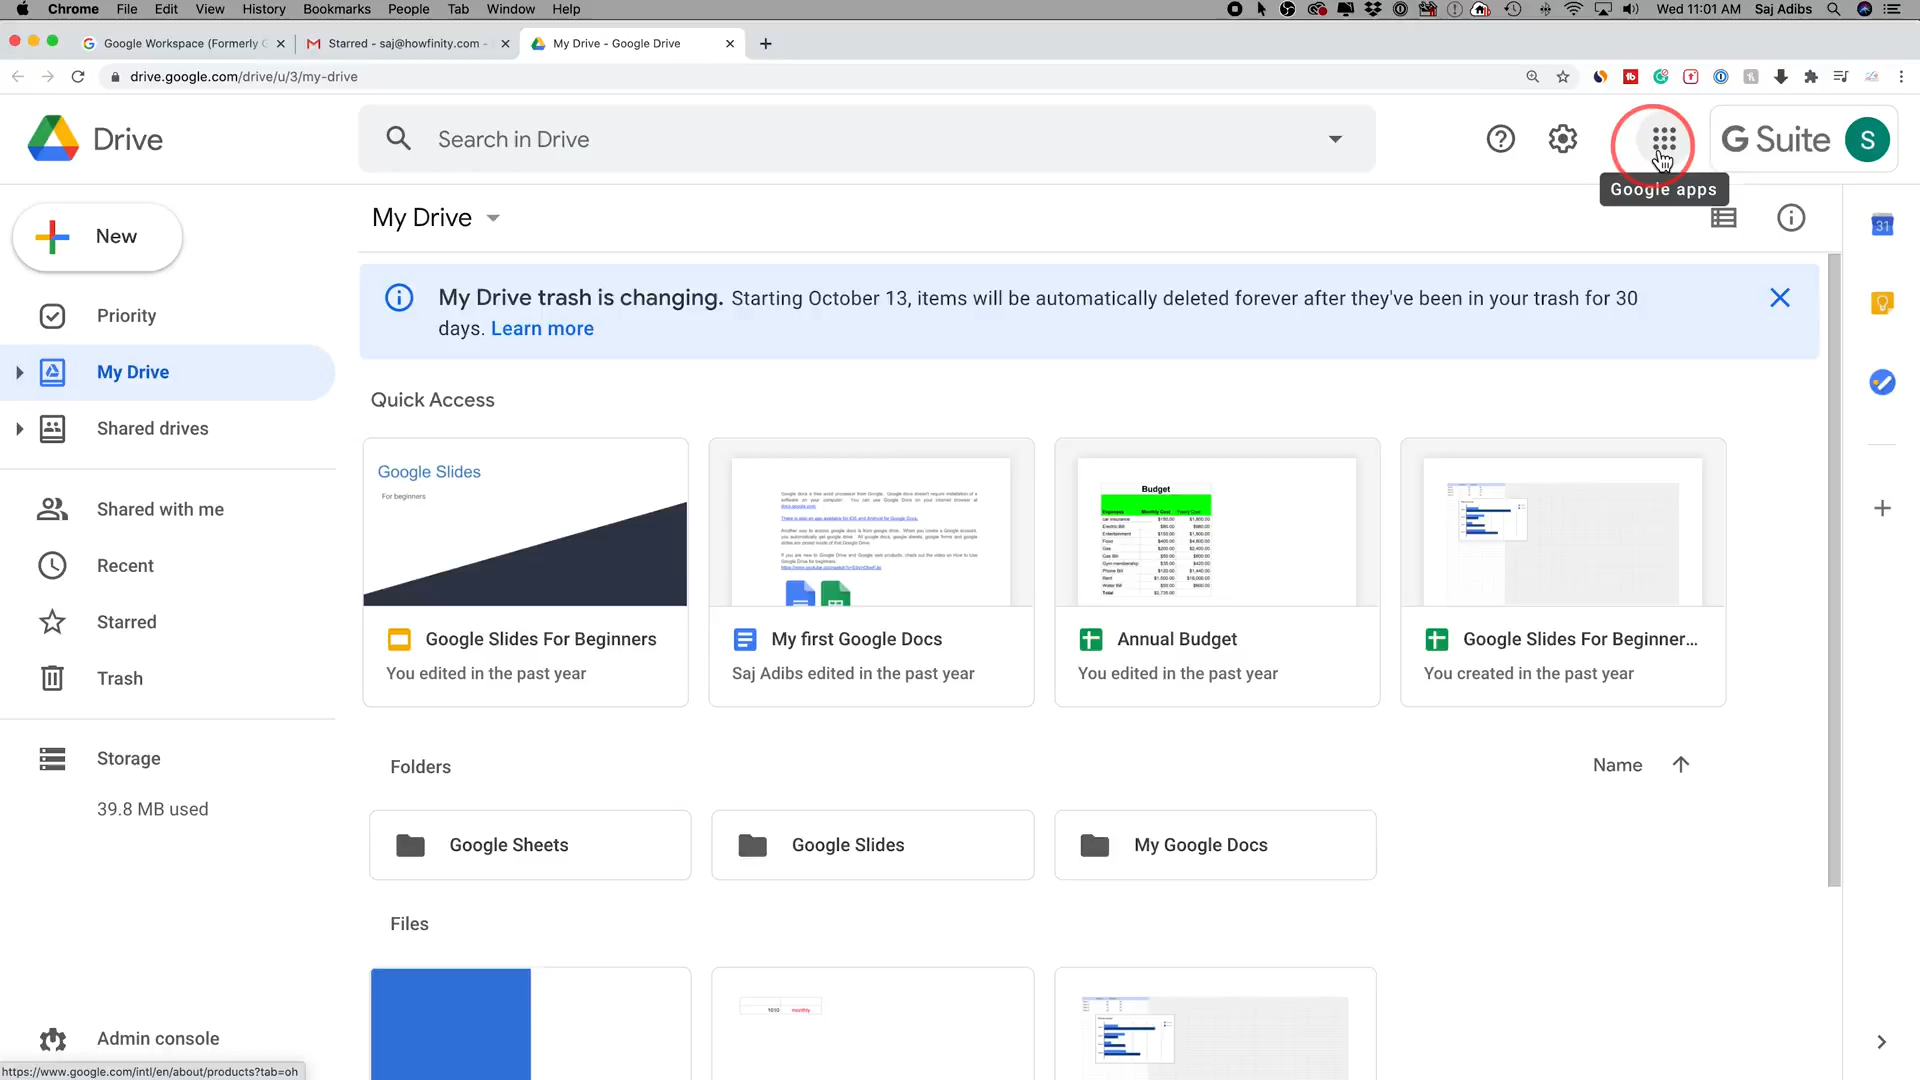 Chrome File Edit View History Bookmarks People Tab Window Help Wed 11:01 AM Saj Adibs
Google Workspace (Formerly G Starred - saj@howfinity.com - My Drive - Google Drive
drive.google.com/drive/u/3/my-drive
Drive Search in Drive G Suite S
Google apps
New
My Drive
31
My Drive trash is changing. Starting October 13, items will be automatically deleted forever after they've been in your trash for 30
days. Learn more
Priority
My Drive
Shared drives
Shared with me
Recent
Starred
Trash
Storage
39.8 MB used
Admin console
Quick Access
Google Slides
For beginners
Budget
Expenses Monthly Cost Yearly Cost
Google Slides For Beginners
You edited in the past year
My first Google Docs
Saj Adibs edited in the past year
Annual Budget
You edited in the past year
Google Slides For Beginner...
You created in the past year
Folders Name
Google Sheets Google Slides My Google Docs
Files
1010 monthly
https://www.google.com/intl/en/about/products?tab=oh